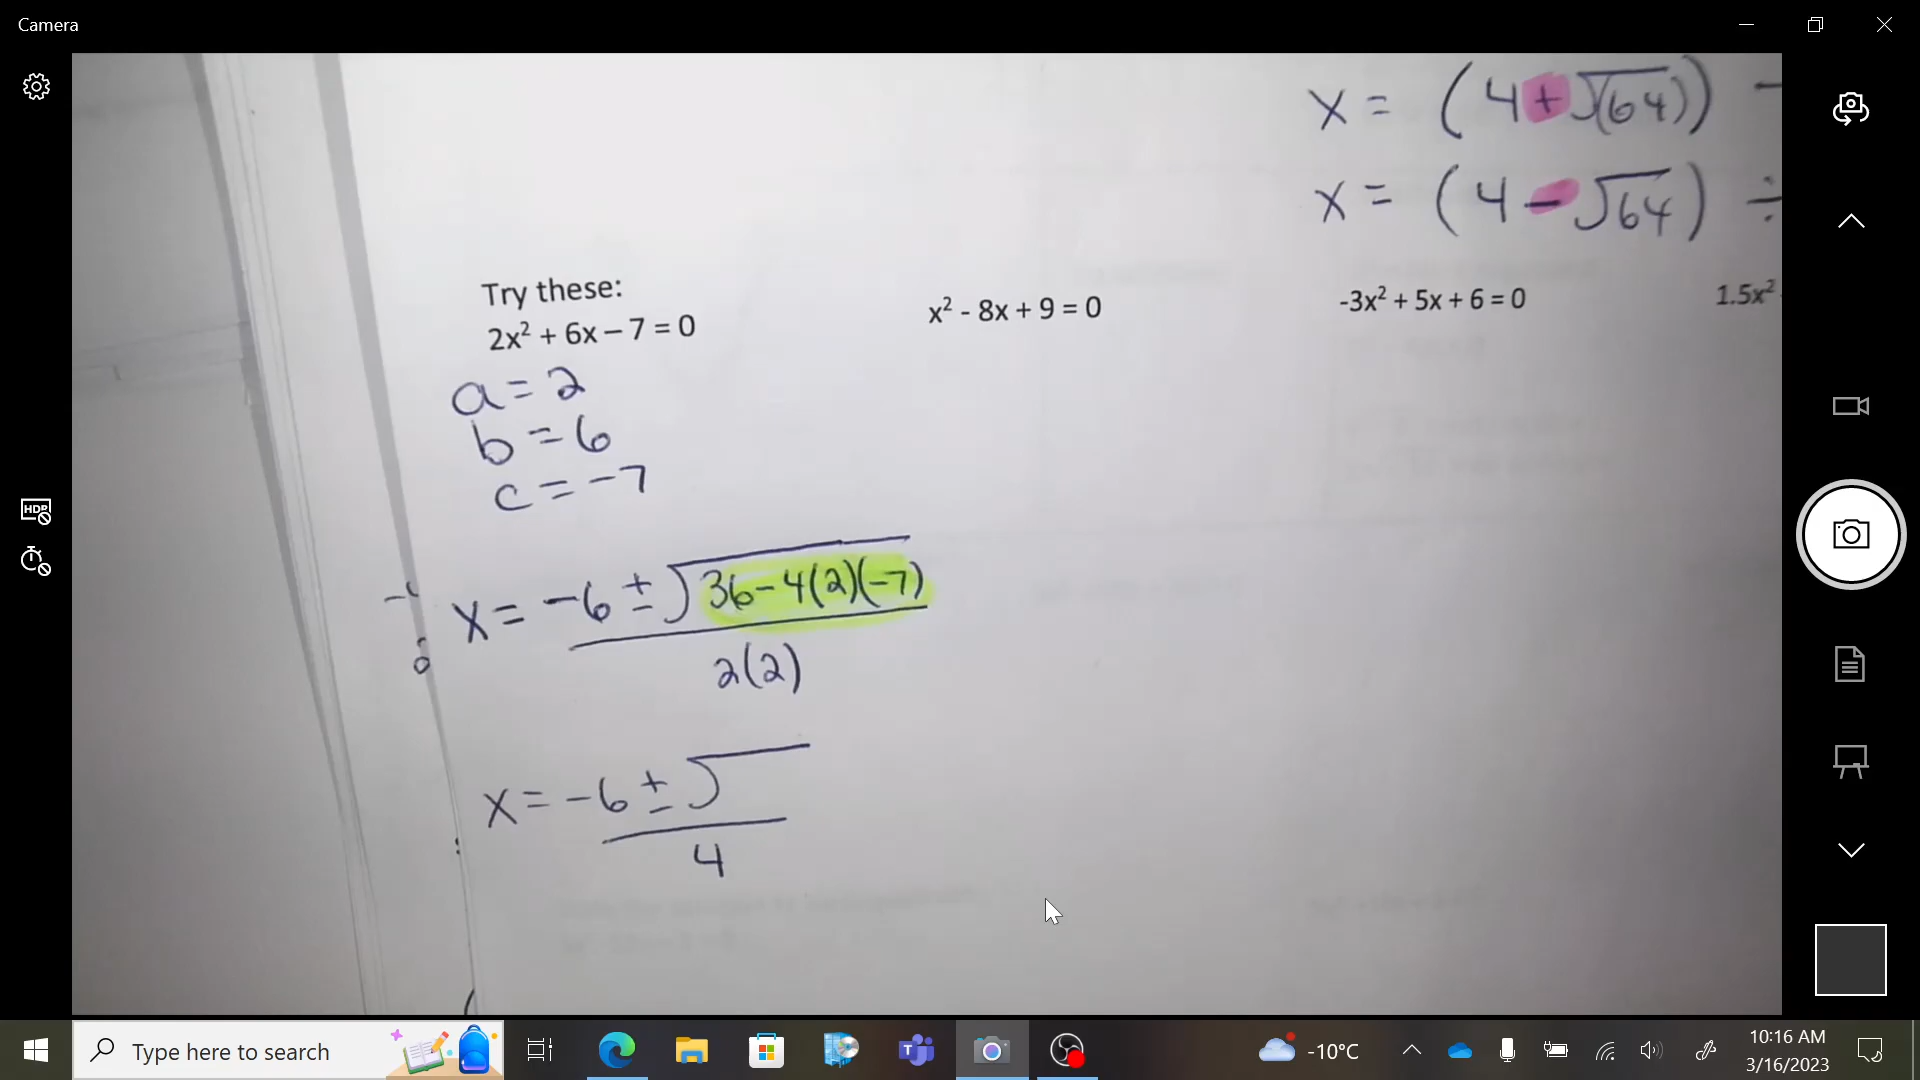 Camera
x = (4 + √(64))
x = (4 - √64) ÷
Try these:
2x² + 6x – 7 = 0
x² - 8x + 9 = 0
-3x² + 5x + 6 = 0
1.5x²
a = 2
b = 6
c = -7
x = -6 ± √36-4(2)(-7)
2(2)
x = -6 ± √
4
HDR
Type here to search
-10°C
10:16 AM
3/16/2023